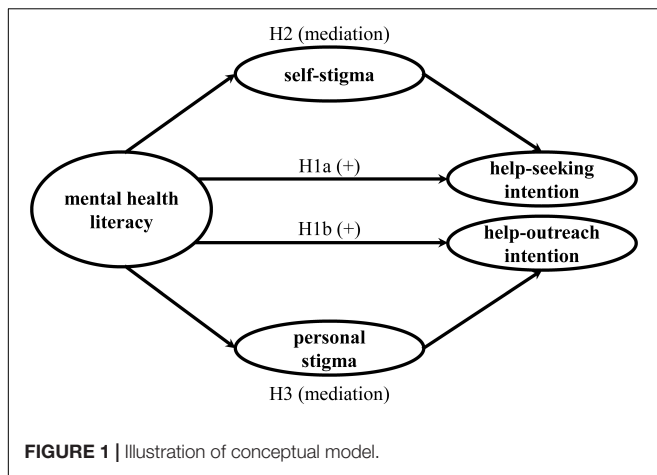 H2 (mediation)
self-stigma
H1a (+)
help-seeking
intention
mental health
literacy
H1b (+)
help-outreach
intention
personal
stigma
H3 (mediation)
FIGURE 1 | Illustration of conceptual model.